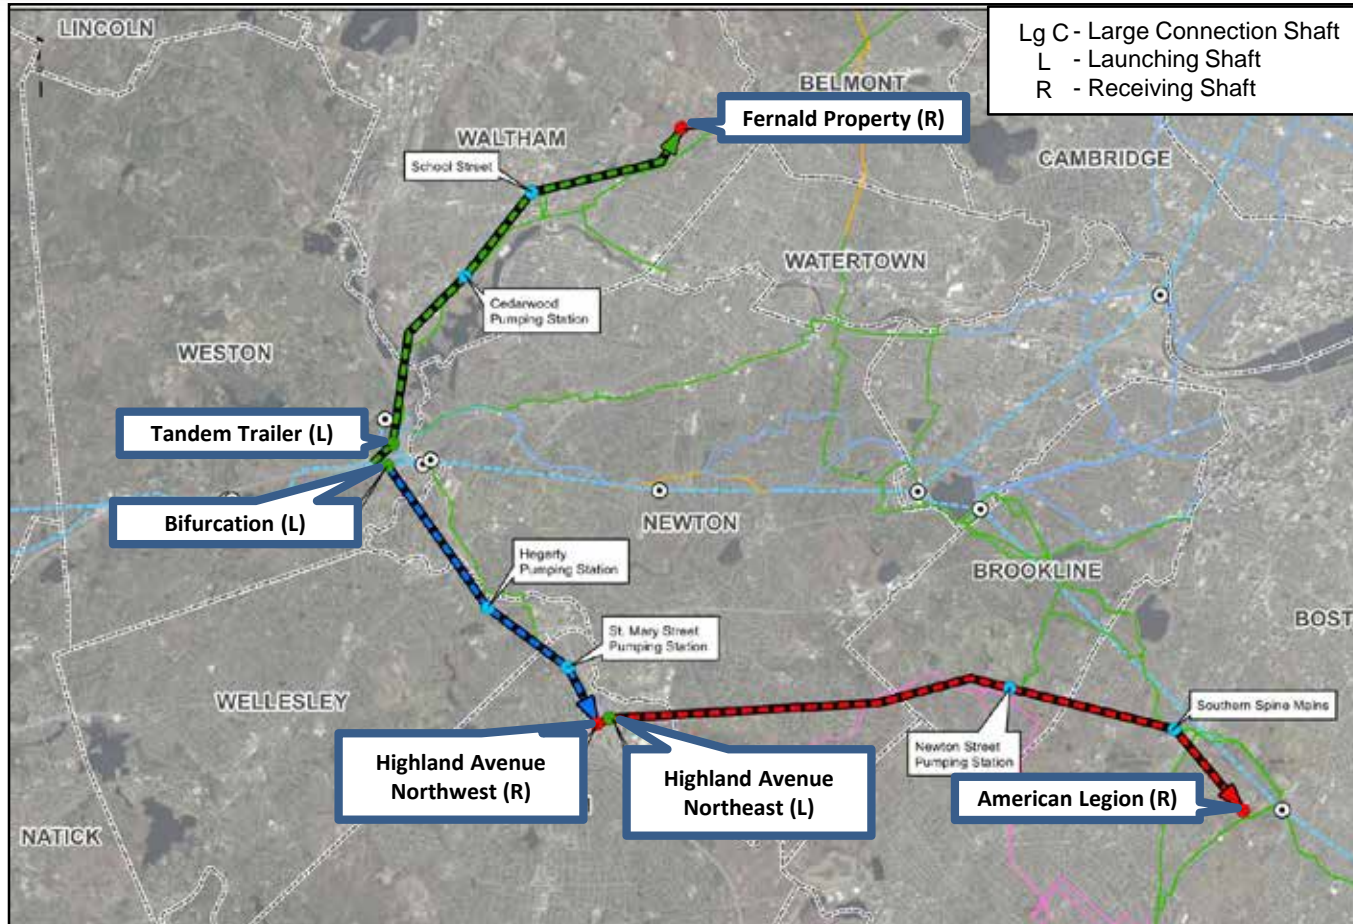 LINCOLN
Lg C - Large Connection Shaft
L - Launching Shaft
R - Receiving Shaft
BELMONT
Fernald Property (R)
WALTHAM
CAMBRIDGE
School Street
WATERTOWN
Cedarwood
Pumping Station
WESTON
Tandem Trailer (L)
Bifurcation (L)
NEWTON
Hegarty
Pumping Station
BROOKLINE
BOST
St. Mary Street
Pumping Station
WELLESLEY
Southern Spine Mains
Newton Street
Pumping Station
Highland Avenue
Northwest (R)
Highland Avenue
Northeast (L)
American Legion (R)
NATICK